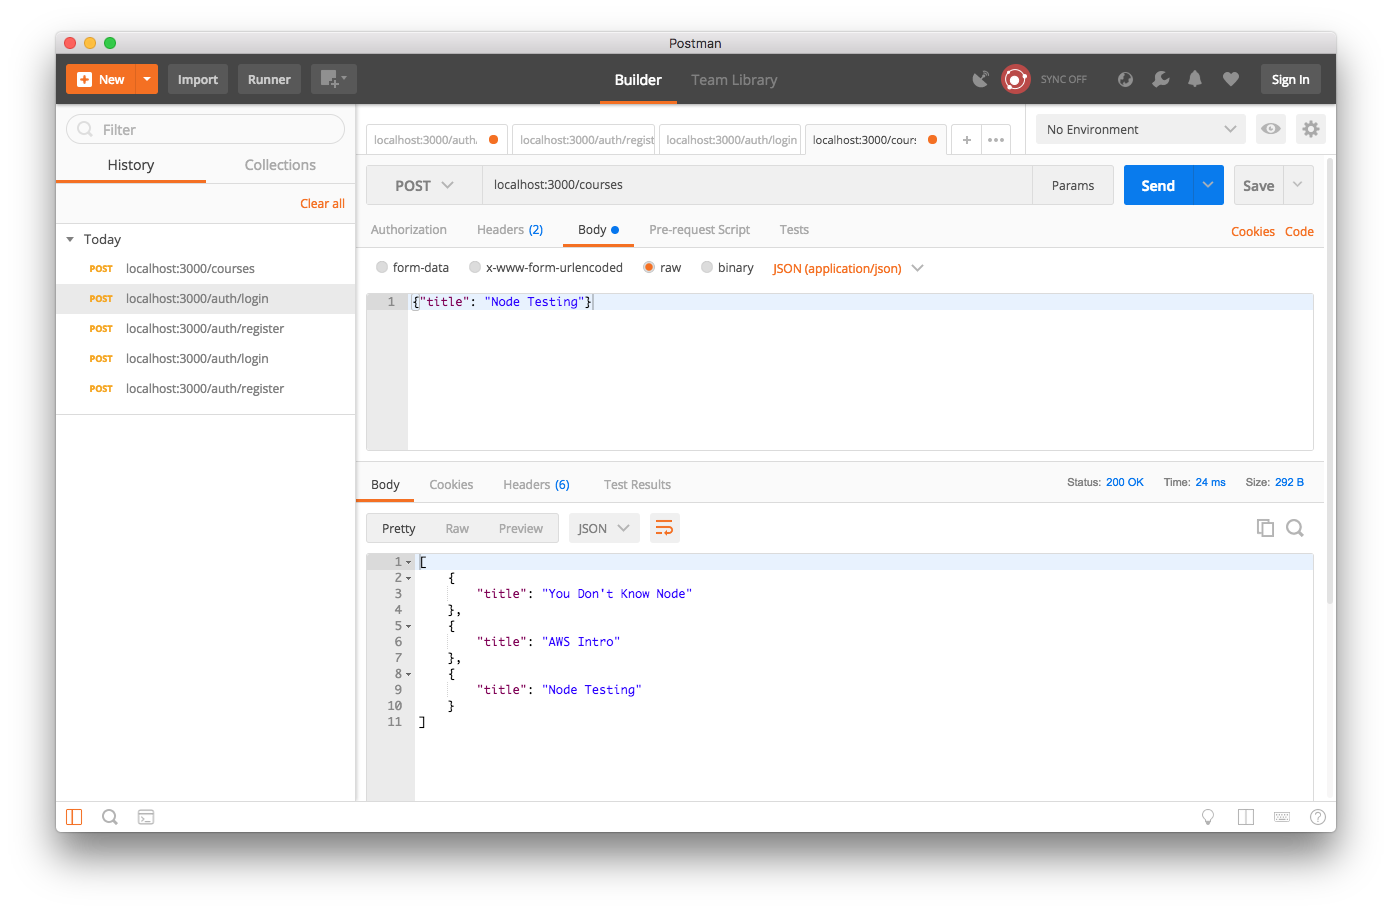 Postman
New
Import
Runner
Builder
Team Library
SYNC OFF
Sign In
Filter
History
Collections
Clear all
Today
POST localhost:3000/courses
POST localhost:3000/auth/login
POST localhost:3000/auth/register
POST localhost:3000/auth/login
POST localhost:3000/auth/register
localhost:3000/auth
localhost:3000/auth/regist
localhost:3000/auth/login
localhost:3000/cour
+
No Environment
POST
localhost:3000/courses
Params
Send
Save
Authorization
Headers (2)
Body
Pre-request Script
Tests
Cookies
Code
form-data
x-www-form-urlencoded
raw
binary
JSON (application/json)
1 {"title": "Node Testing"}
Body
Cookies
Headers (6)
Test Results
Status: 200 OK
Time: 24 ms
Size: 292 B
Pretty
Raw
Preview
JSON
1 [
2 {
3 "title": "You Don't Know Node"
4 },
5 {
6 "title": "AWS Intro"
7 },
8 {
9 "title": "Node Testing"
10 }
11 ]